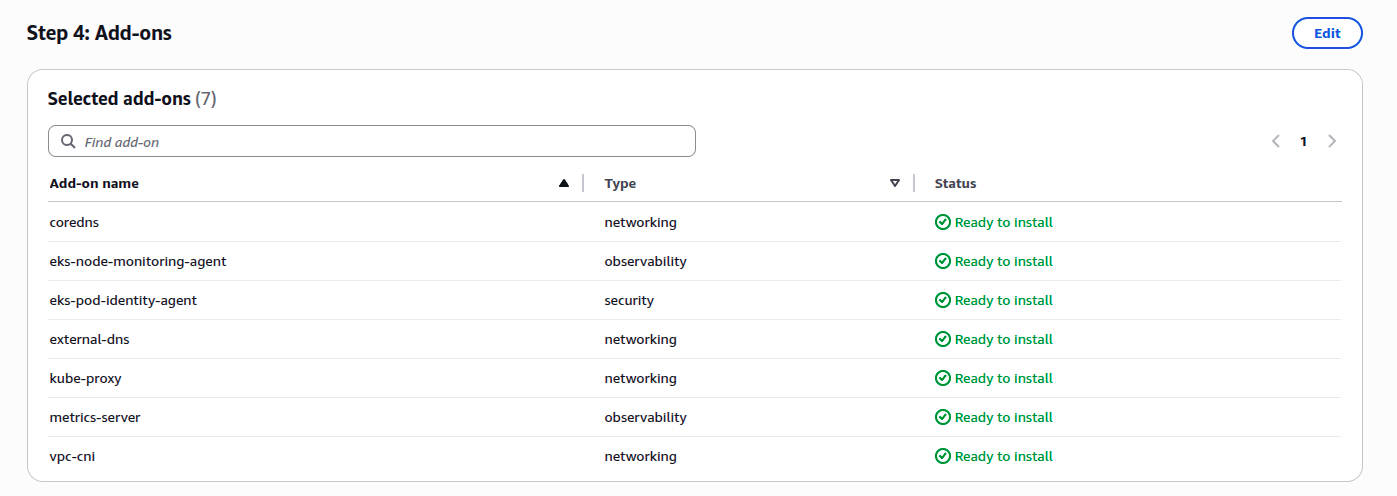 Step 4: Add-ons
Edit
Selected add-ons (7)
Find add-on
1
Add-on name Type Status
coredns networking Ready to install
eks-node-monitoring-agent observability Ready to install
eks-pod-identity-agent security Ready to install
external-dns networking Ready to install
kube-proxy networking Ready to install
metrics-server observability Ready to install
vpc-cni networking Ready to install